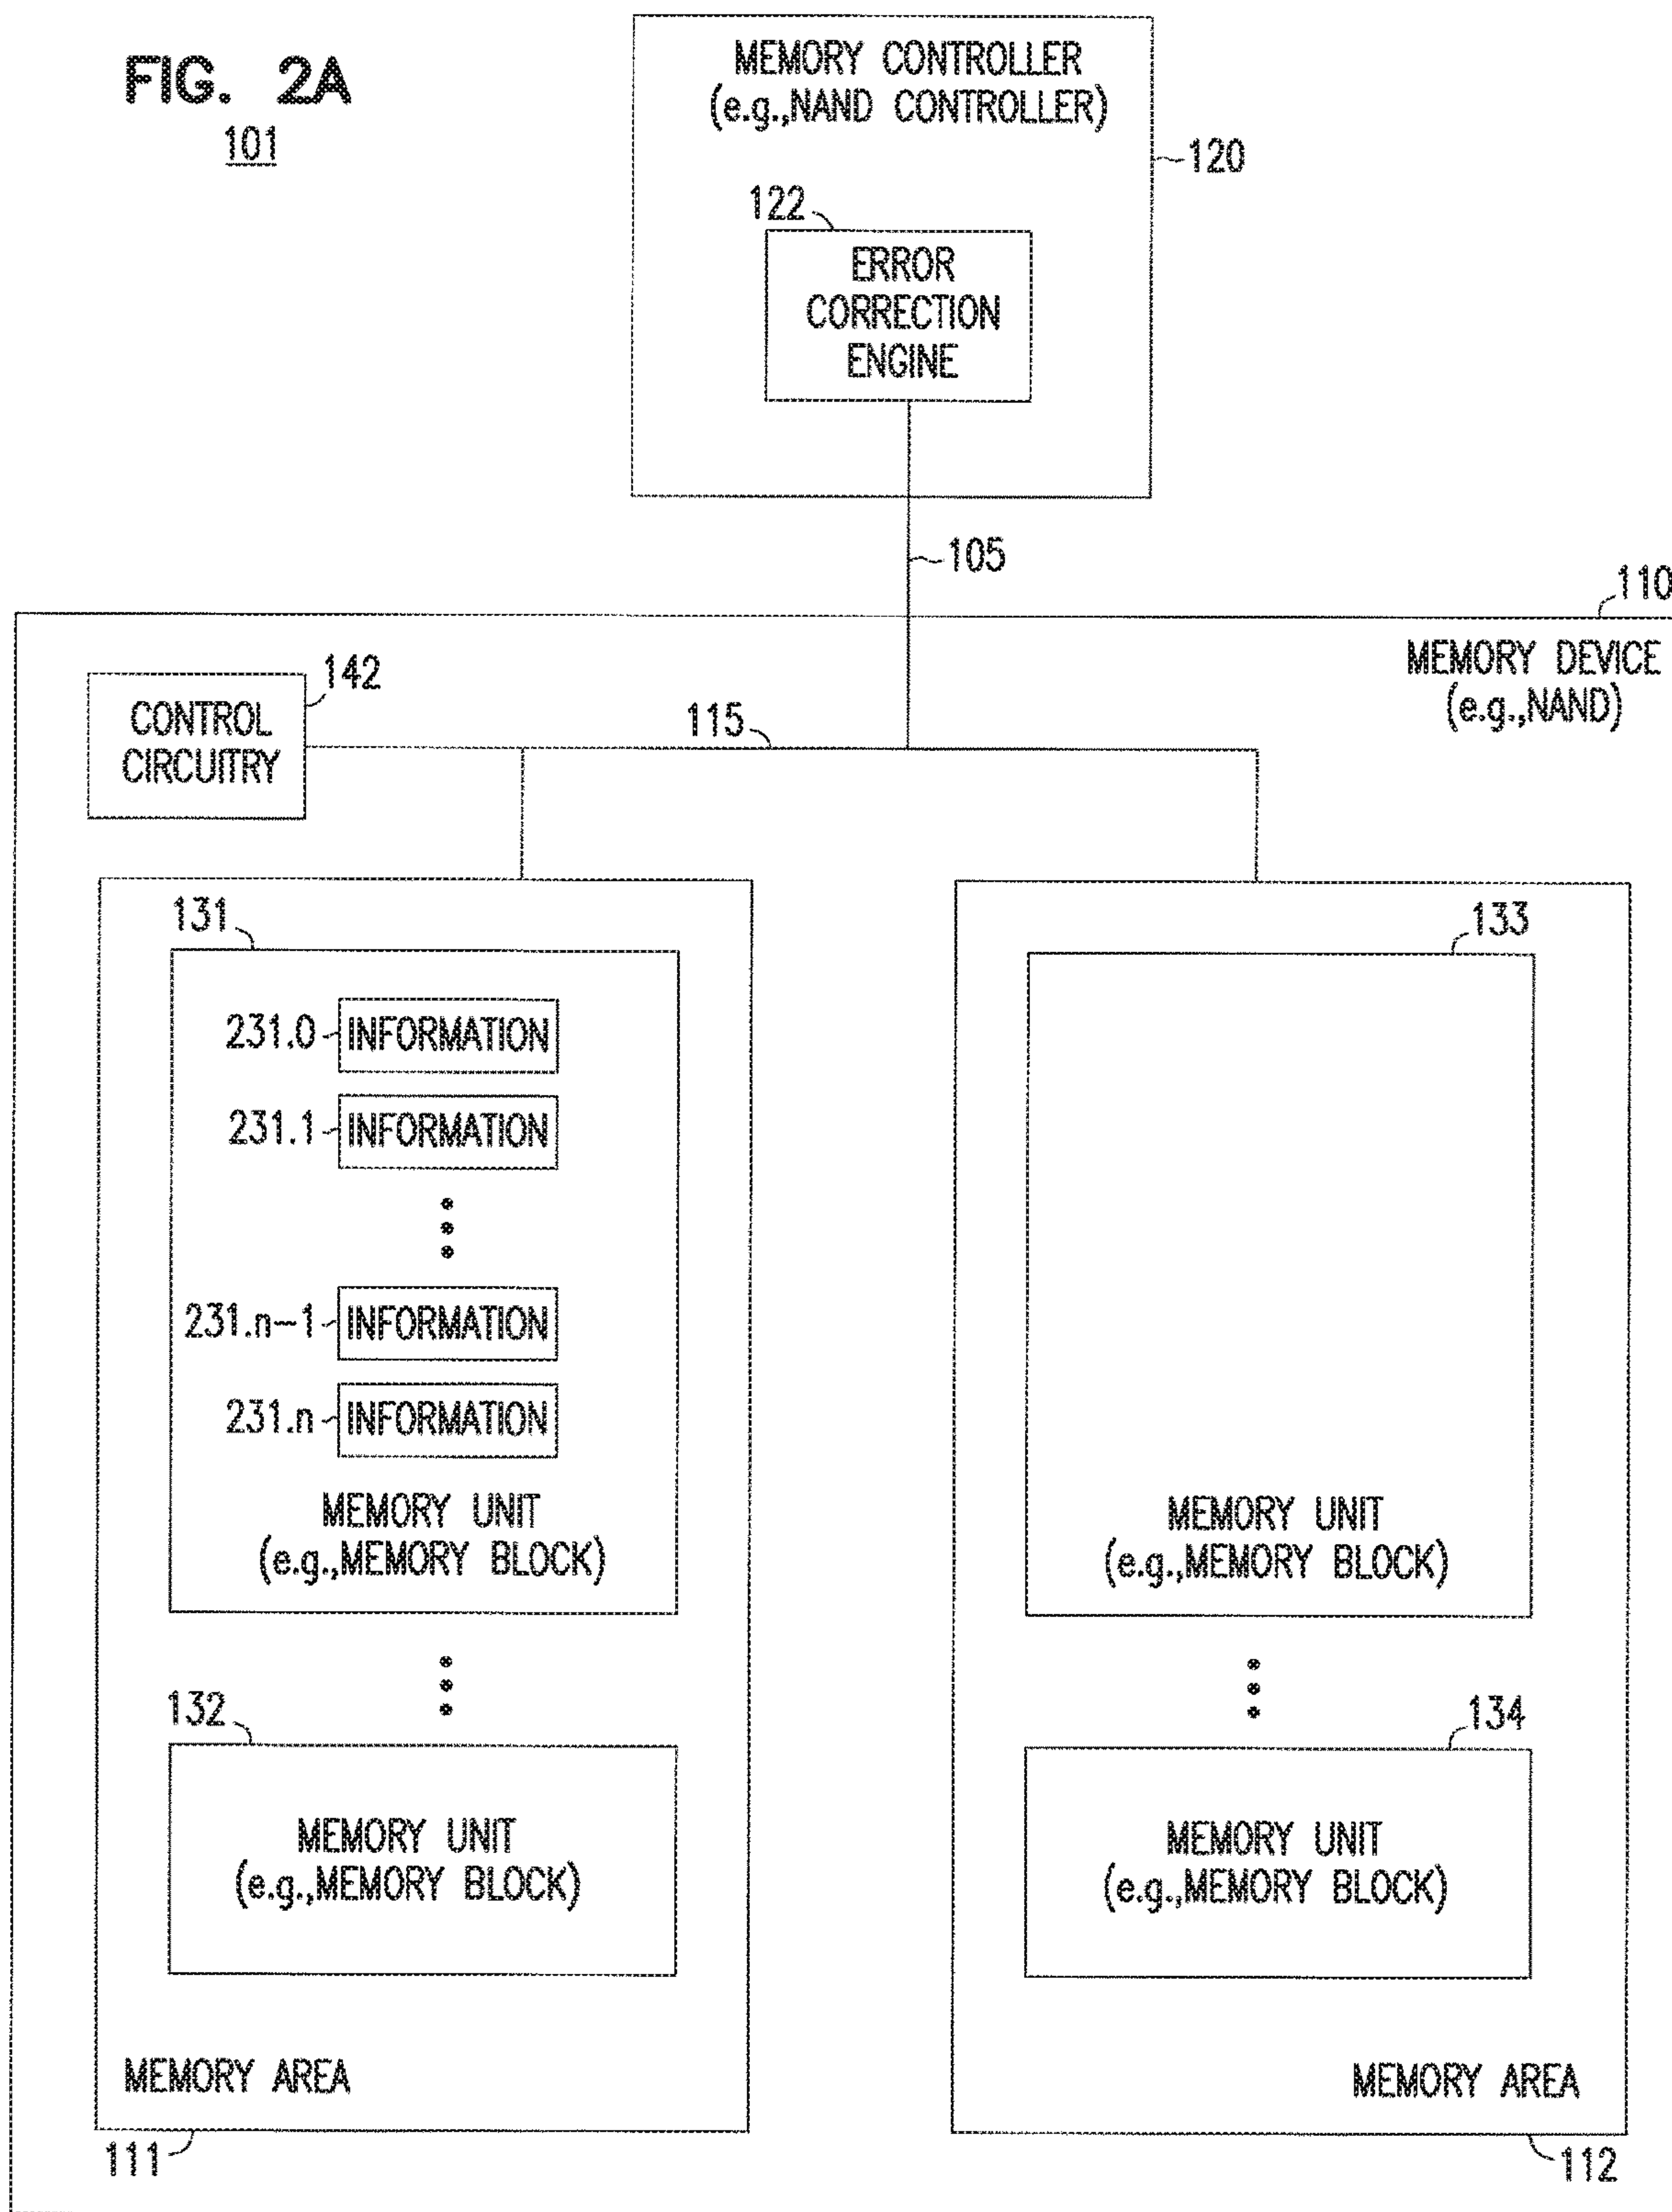 FIG. 2A
101
MEMORY CONTROLLER
(e.g.,NAND CONTROLLER)
120
122
ERROR
CORRECTION
ENGINE
105
110
MEMORY DEVICE
(e.g.,NAND)
142
CONTROL
CIRCUITRY
115
131
231.0
INFORMATION
231.1
INFORMATION
231.n-1
INFORMATION
231.n
INFORMATION
MEMORY UNIT
(e.g.,MEMORY BLOCK)
132
MEMORY UNIT
(e.g.,MEMORY BLOCK)
MEMORY AREA
111
133
MEMORY UNIT
(e.g.,MEMORY BLOCK)
134
MEMORY UNIT
(e.g.,MEMORY BLOCK)
MEMORY AREA
112